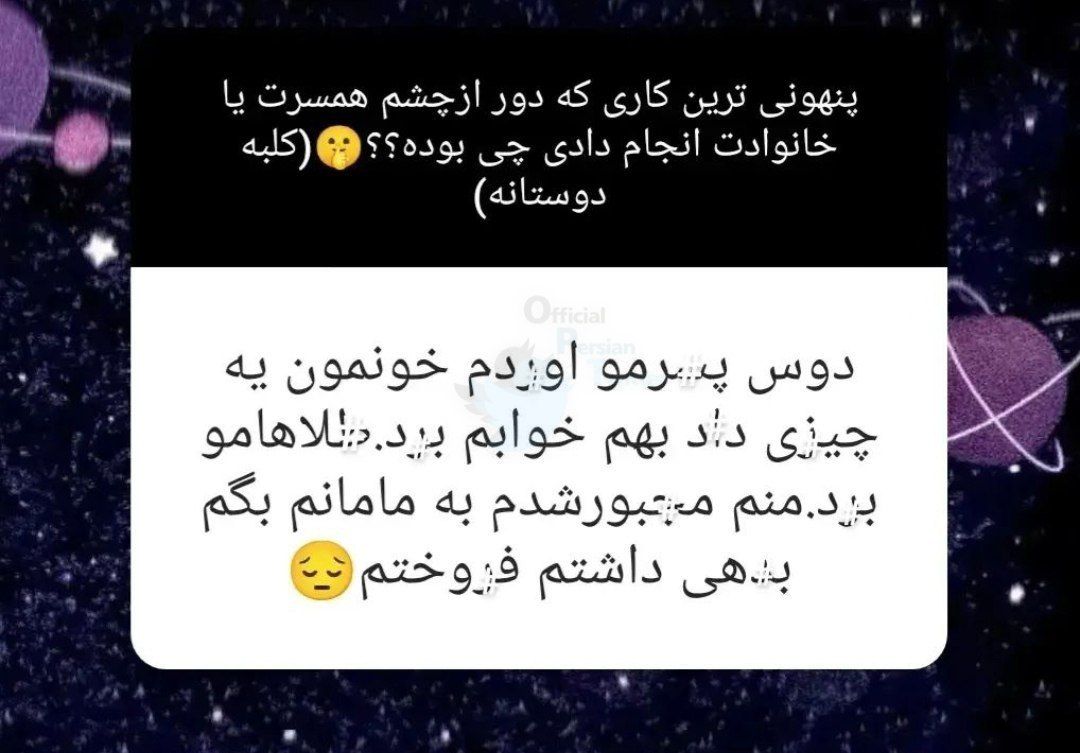 پنهونی ترین کاری که دور ازچشم همسرت یا
خانوادت انجام دادی چی بوده؟؟🤫(کلبه
دوستانه)
Official
Persian
دوس پسرمو اوردم خونمون یه
چیزی داد بهم خوابم برد.طلاهامو
برد.منم مجبورشدم به مامانم بگم
بدهی داشتم فروختم😔